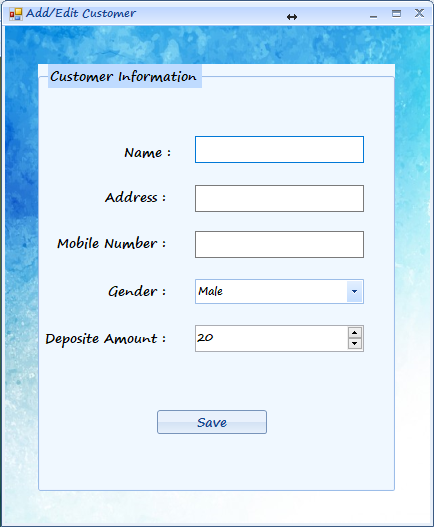 Add/Edit Customer
Customer Information
Name :
Address :
Mobile Number :
Gender : Male
Deposite Amount : 20
Save